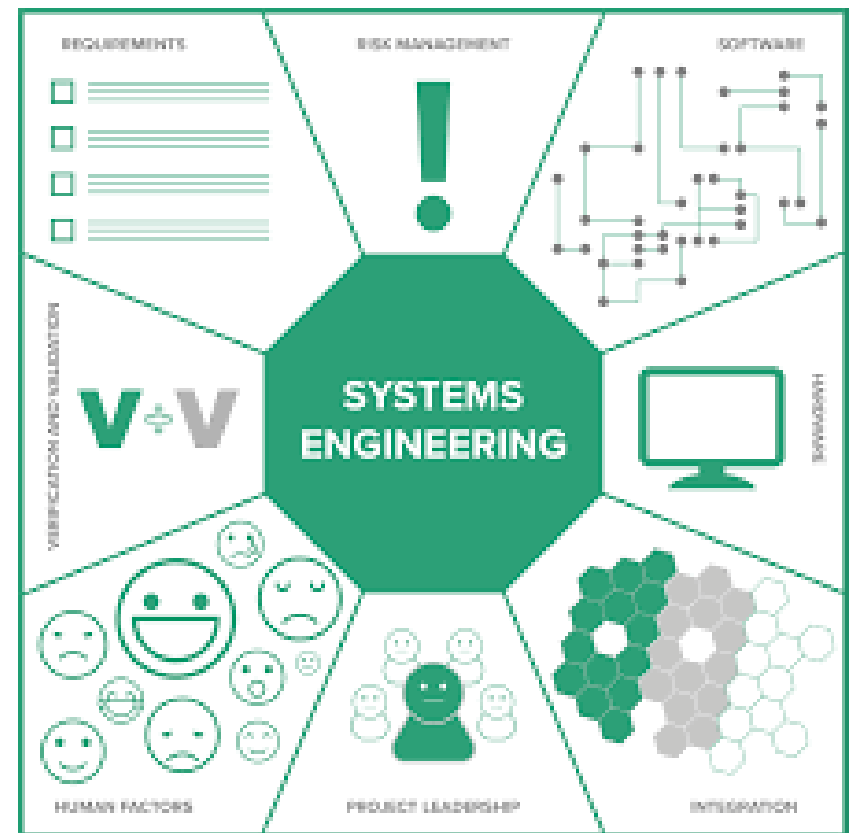 REQUIREMENTS
RISK MANAGEMENT
SOFTWARE
VERIFICATION AND VALIDATION
V+V
SYSTEMS
ENGINEERING
HARDWARE
HUMAN FACTORS
PROJECT LEADERSHIP
INTEGRATION